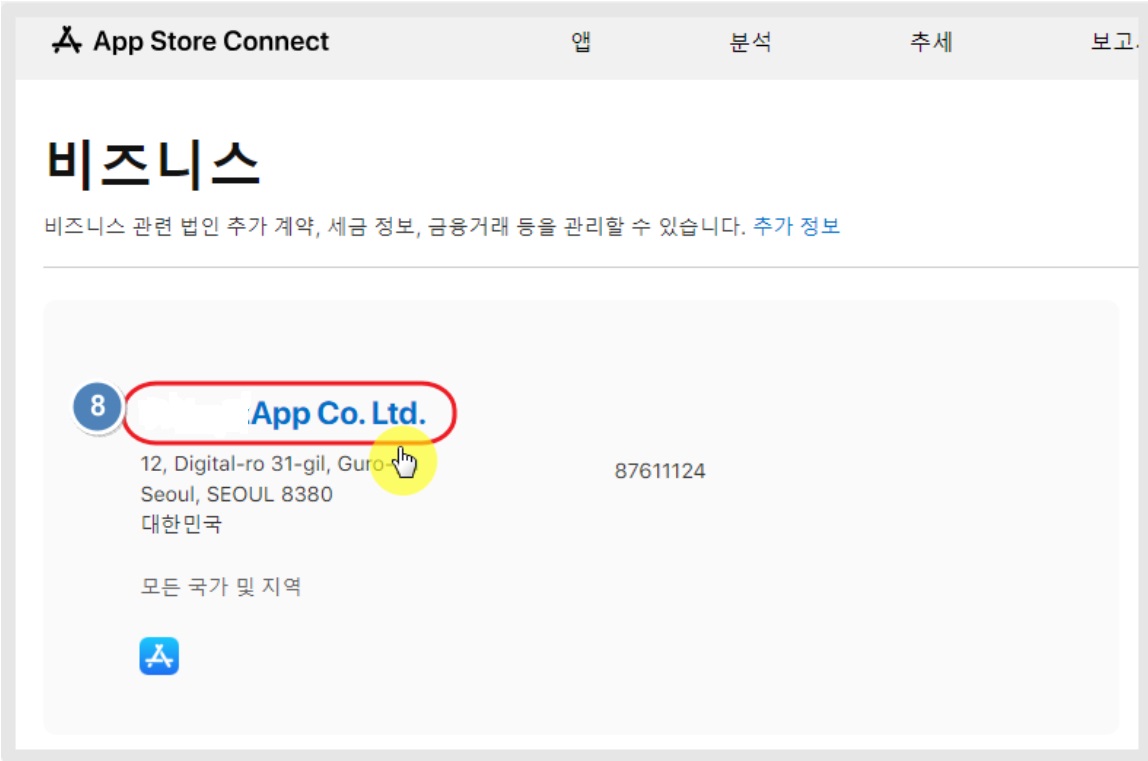 App Store Connect 앱 분석 추세 보고
비즈니스
비즈니스 관련 법인 추가 계약, 세금 정보, 금융거래 등을 관리할 수 있습니다. 추가 정보
8 App Co. Ltd.
12, Digital-ro 31-gil, Guro-
87611124
Seoul, SEOUL 8380
대한민국
모든 국가 및 지역